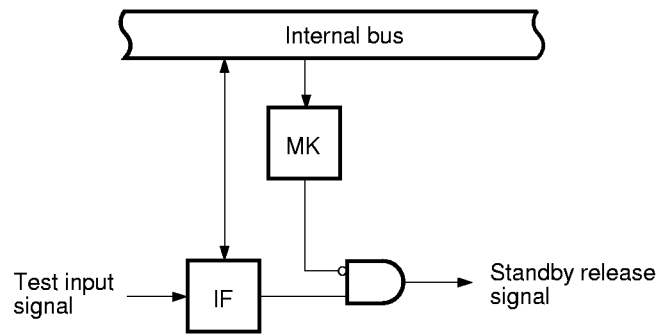 Internal bus
MK
Test input
signal
IF
Standby release
signal